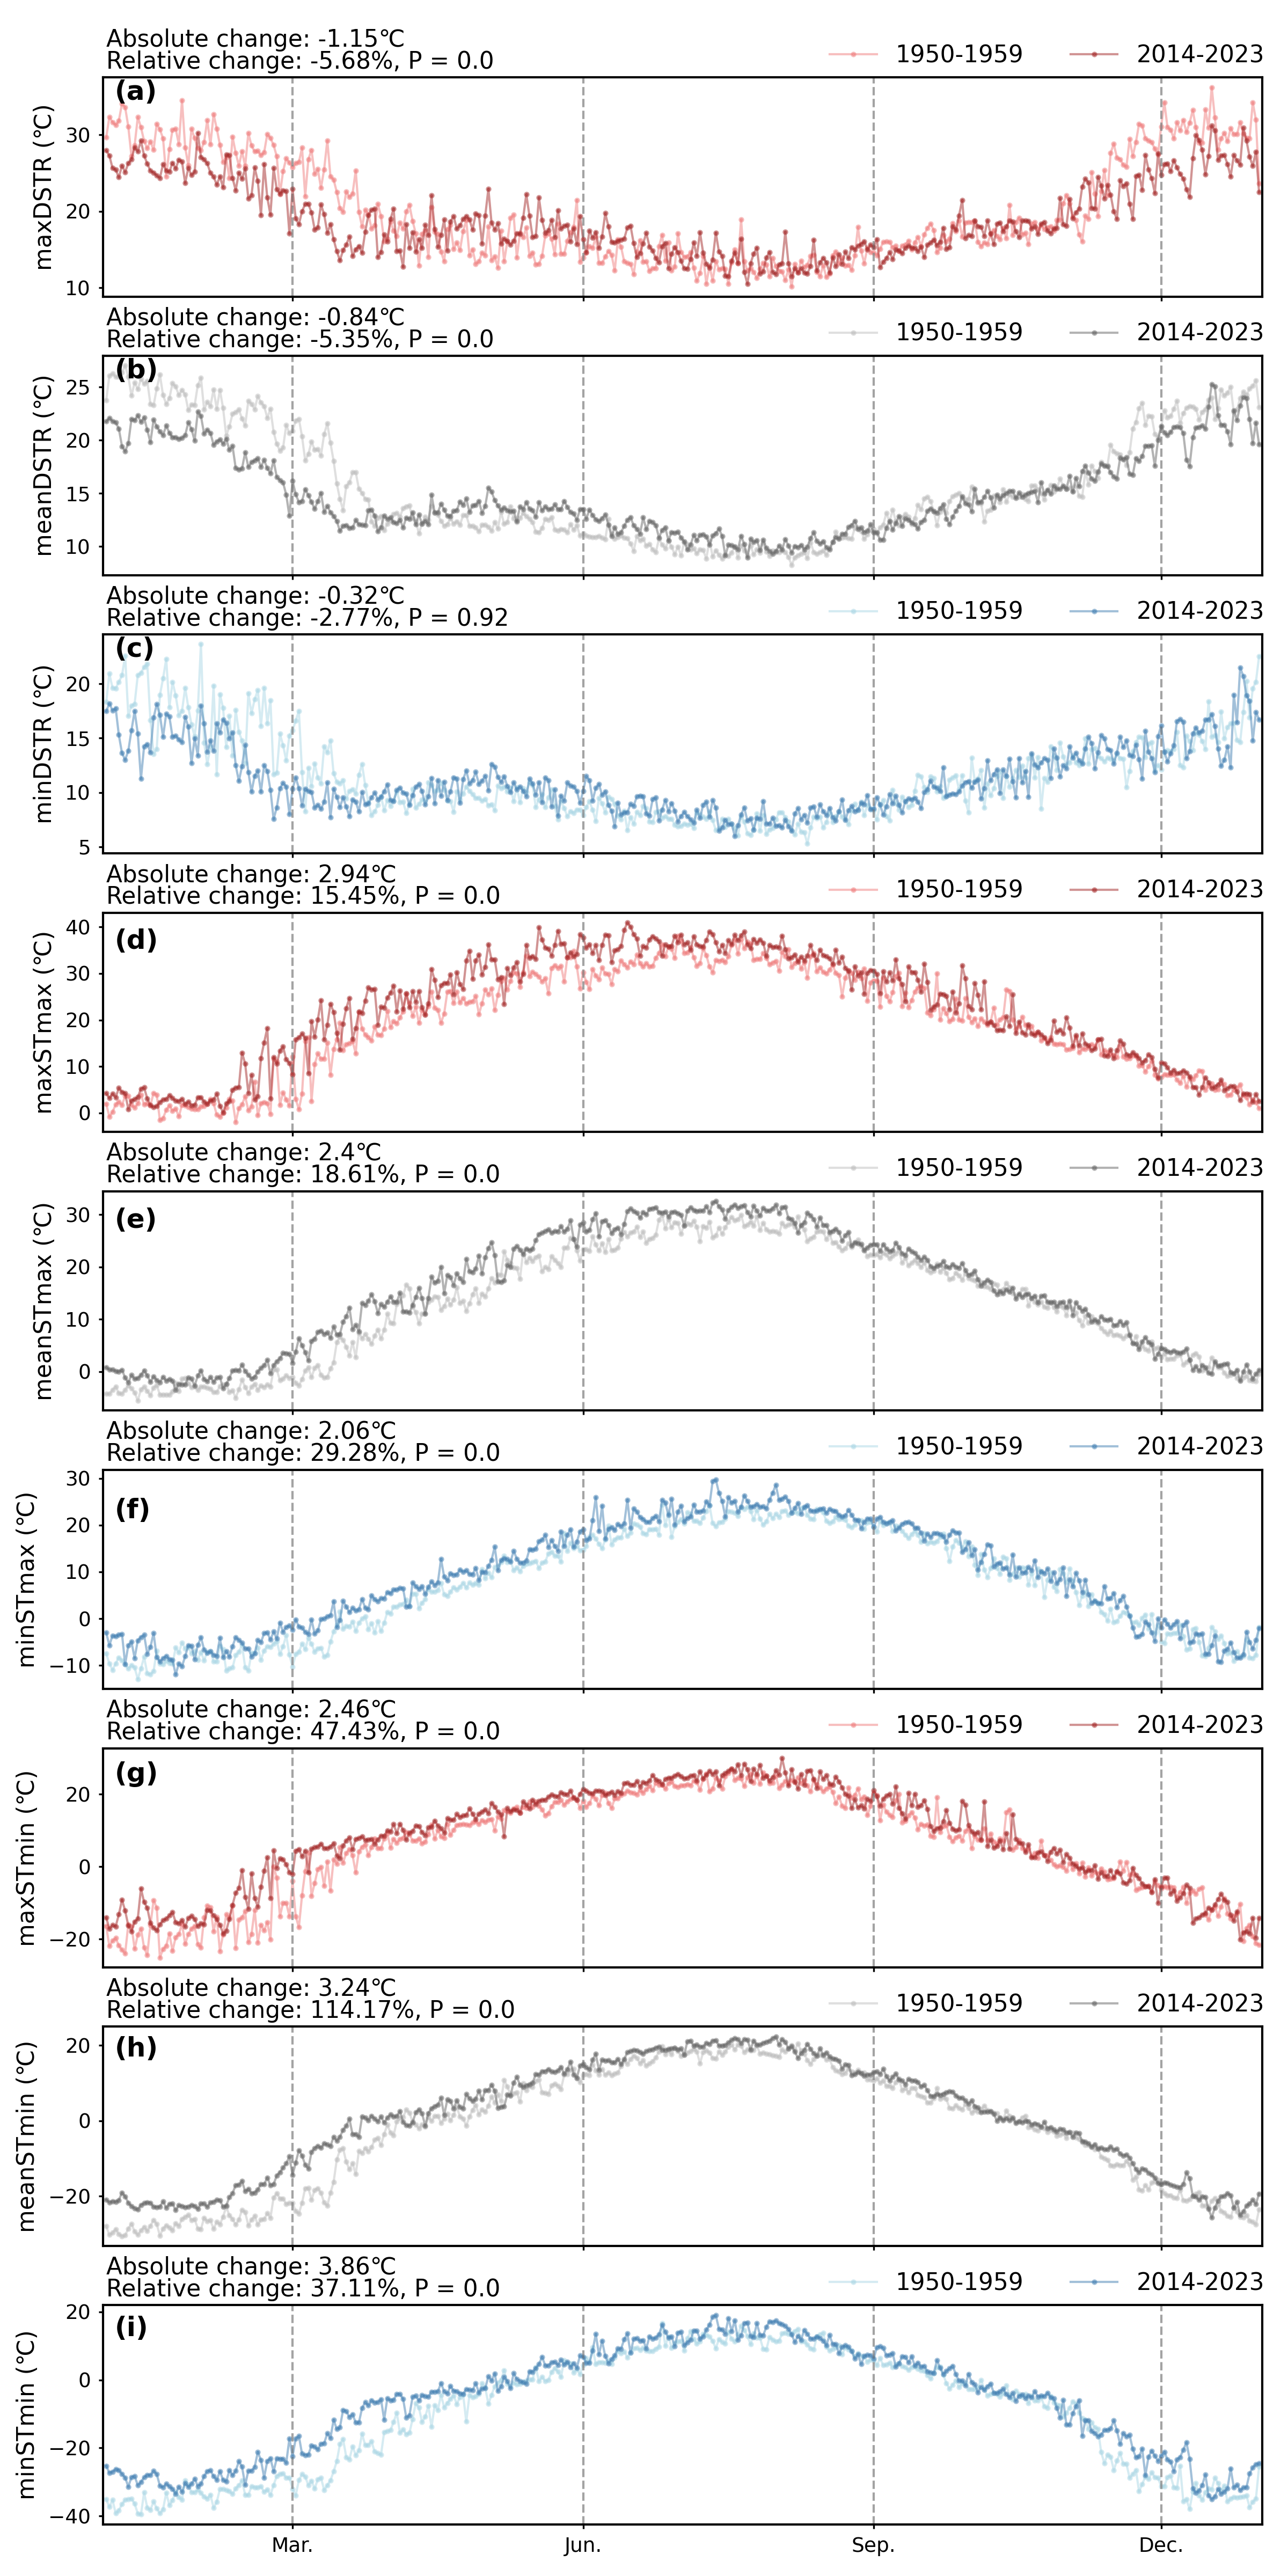 Absolute change: -1.15℃
Relative change: -5.68%, P = 0.0
1950-1959 2014-2023
(a)
maxDSTR (℃)
30
20
10
Absolute change: -0.84℃
Relative change: -5.35%, P = 0.0
1950-1959 2014-2023
(b)
meanDSTR (℃)
25
20
15
10
Absolute change: -0.32℃
Relative change: -2.77%, P = 0.92
1950-1959 2014-2023
(c)
minDSTR (℃)
20
15
10
5
Absolute change: 2.94℃
Relative change: 15.45%, P = 0.0
1950-1959 2014-2023
(d)
maxSTmax (℃)
40
30
20
10
0
Absolute change: 2.4℃
Relative change: 18.61%, P = 0.0
1950-1959 2014-2023
(e)
meanSTmax (℃)
30
20
10
0
Absolute change: 2.06℃
Relative change: 29.28%, P = 0.0
1950-1959 2014-2023
(f)
minSTmax (℃)
30
20
10
0
−10
Absolute change: 2.46℃
Relative change: 47.43%, P = 0.0
1950-1959 2014-2023
(g)
maxSTmin (℃)
20
0
−20
Absolute change: 3.24℃
Relative change: 114.17%, P = 0.0
1950-1959 2014-2023
(h)
meanSTmin (℃)
20
0
−20
Absolute change: 3.86℃
Relative change: 37.11%, P = 0.0
1950-1959 2014-2023
(i)
minSTmin (℃)
20
0
−20
−40
Mar. Jun. Sep. Dec.